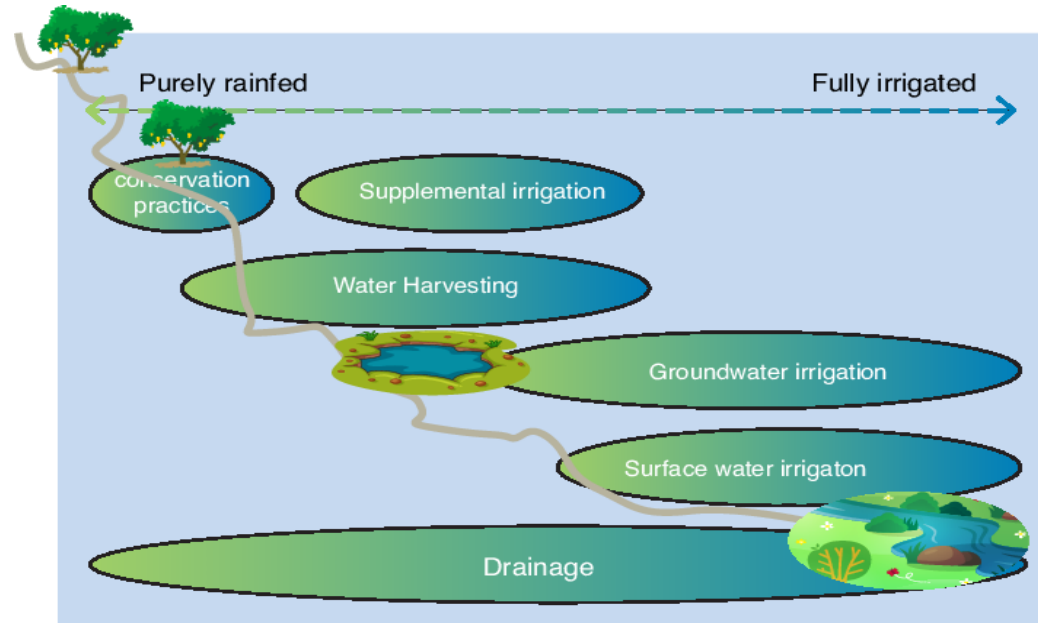 Purely rainfed
Fully irrigated
conservation
practices
Supplemental irrigation
Water Harvesting
Groundwater irrigation
Surface water irrigaton
Drainage